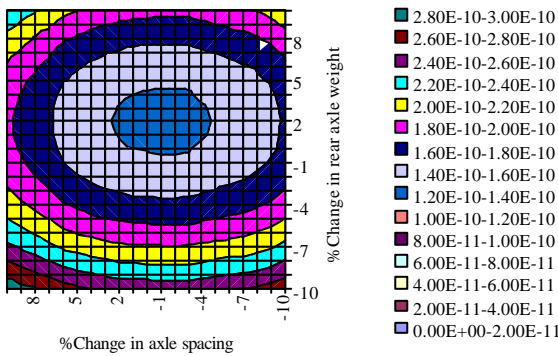 8
5
2
-1
-4
-7
-10
%Change in rear axle weight
8
5
2
-1
-4
-7
-10
%Change in axle spacing
2.80E-10-3.00E-10
2.60E-10-2.80E-10
2.40E-10-2.60E-10
2.20E-10-2.40E-10
2.00E-10-2.20E-10
1.80E-10-2.00E-10
1.60E-10-1.80E-10
1.40E-10-1.60E-10
1.20E-10-1.40E-10
1.00E-10-1.20E-10
8.00E-11-1.00E-10
6.00E-11-8.00E-11
4.00E-11-6.00E-11
2.00E-11-4.00E-11
0.00E+00-2.00E-11